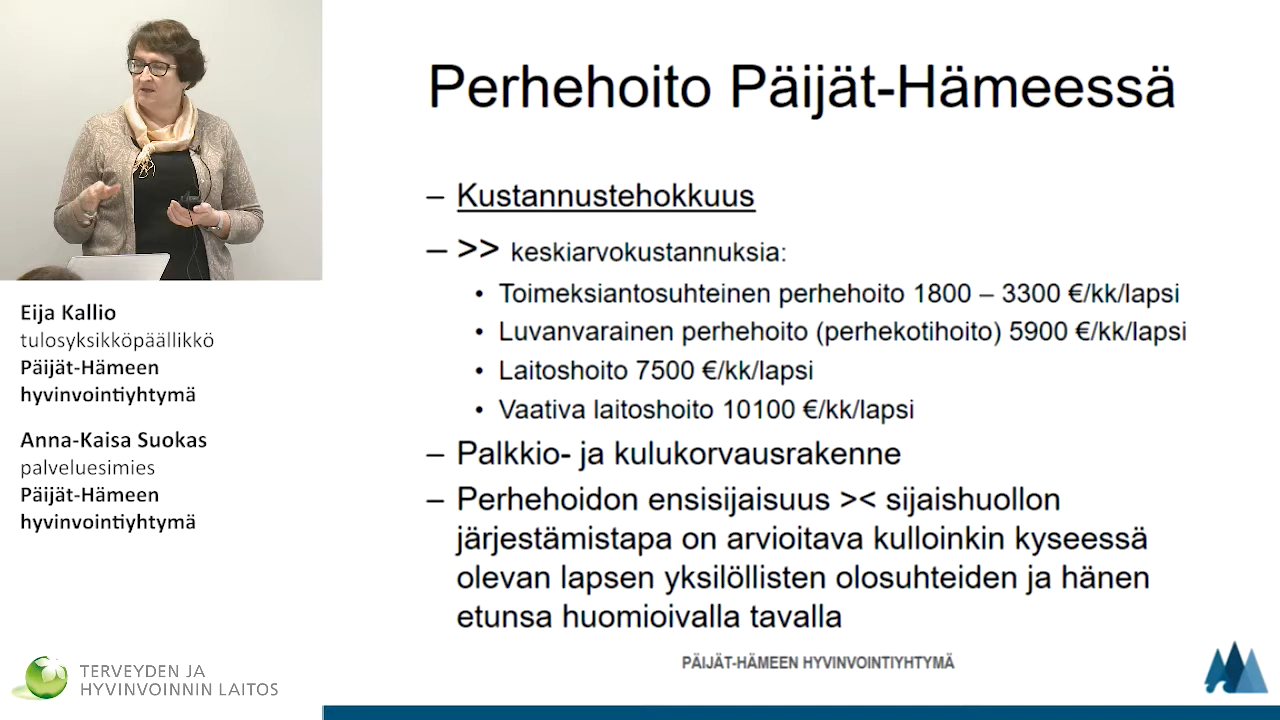 Perhehoito Päijät-Hämeessä
– Kustannustehokkuus
– >> keskiarvokustannuksia:
• Toimeksiantosuhteinen perhehoito 1800 – 3300 €/kk/lapsi
• Luvanvarainen perhehoito (perhekotihoito) 5900 €/kk/lapsi
• Laitoshoito 7500 €/kk/lapsi
• Vaativa laitoshoito 10100 €/kk/lapsi
– Palkkio- ja kulukorvausrakenne
– Perhehoidon ensisijaisuus >< sijaishuollon
järjestämistapa on arvioitava kulloinkin kyseessä
olevan lapsen yksilöllisten olosuhteiden ja hänen
etunsa huomioivalla tavalla
PÄIJÄT-HÄMEEN HYVINVOINTIYHTYMÄ
Eija Kallio
tulosyksikköpäällikkö
Päijät-Hämeen
hyvinvointiyhtymä
Anna-Kaisa Suokas
palveluesimies
Päijät-Hämeen
hyvinvointiyhtymä
TERVEYDEN JA
HYVINVOINNIN LAITOS